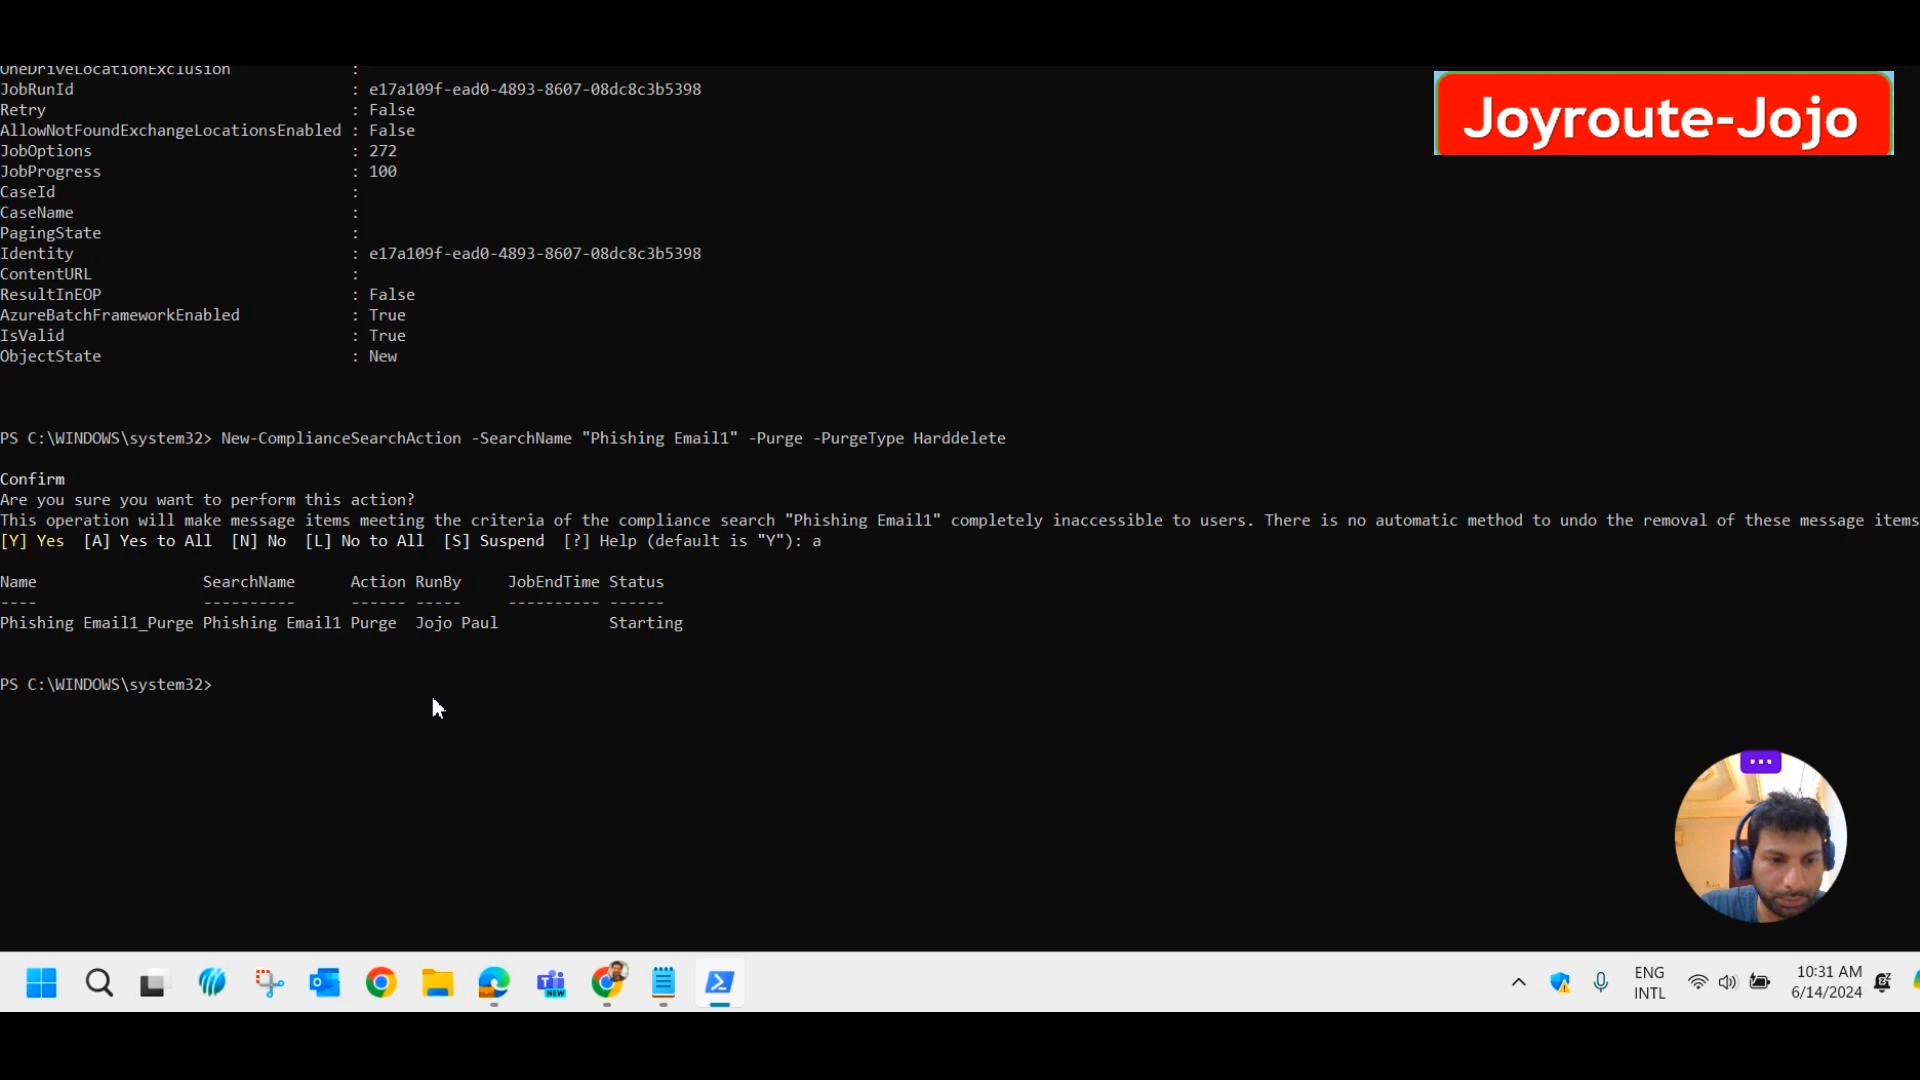 OneDriveLocationExclusion :
JobRunId : e17a109f-ead0-4893-8607-08dc8c3b5398
Retry : False
AllowNotFoundExchangeLocationsEnabled : False
JobOptions : 272
JobProgress : 100
CaseId :
CaseName :
PagingState :
Identity : e17a109f-ead0-4893-8607-08dc8c3b5398
ContentURL :
ResultInEOP : False
AzureBatchFrameworkEnabled : True
IsValid : True
ObjectState : New
Joyroute-Jojo
PS C:\WINDOWS\system32> New-ComplianceSearchAction -SearchName "Phishing Email1" -Purge -PurgeType Harddelete
Confirm
Are you sure you want to perform this action?
This operation will make message items meeting the criteria of the compliance search "Phishing Email1" completely inaccessible to users. There is no automatic method to undo the removal of these message items
[Y] Yes [A] Yes to All [N] No [L] No to All [S] Suspend [?] Help (default is "Y"): a
Name SearchName Action RunBy JobEndTime Status
---- ---------- ------ ----- ---------- ------
Phishing Email1_Purge Phishing Email1 Purge Jojo Paul Starting
PS C:\WINDOWS\system32>
NEW
ENG
INTL
10:31 AM
6/14/2024